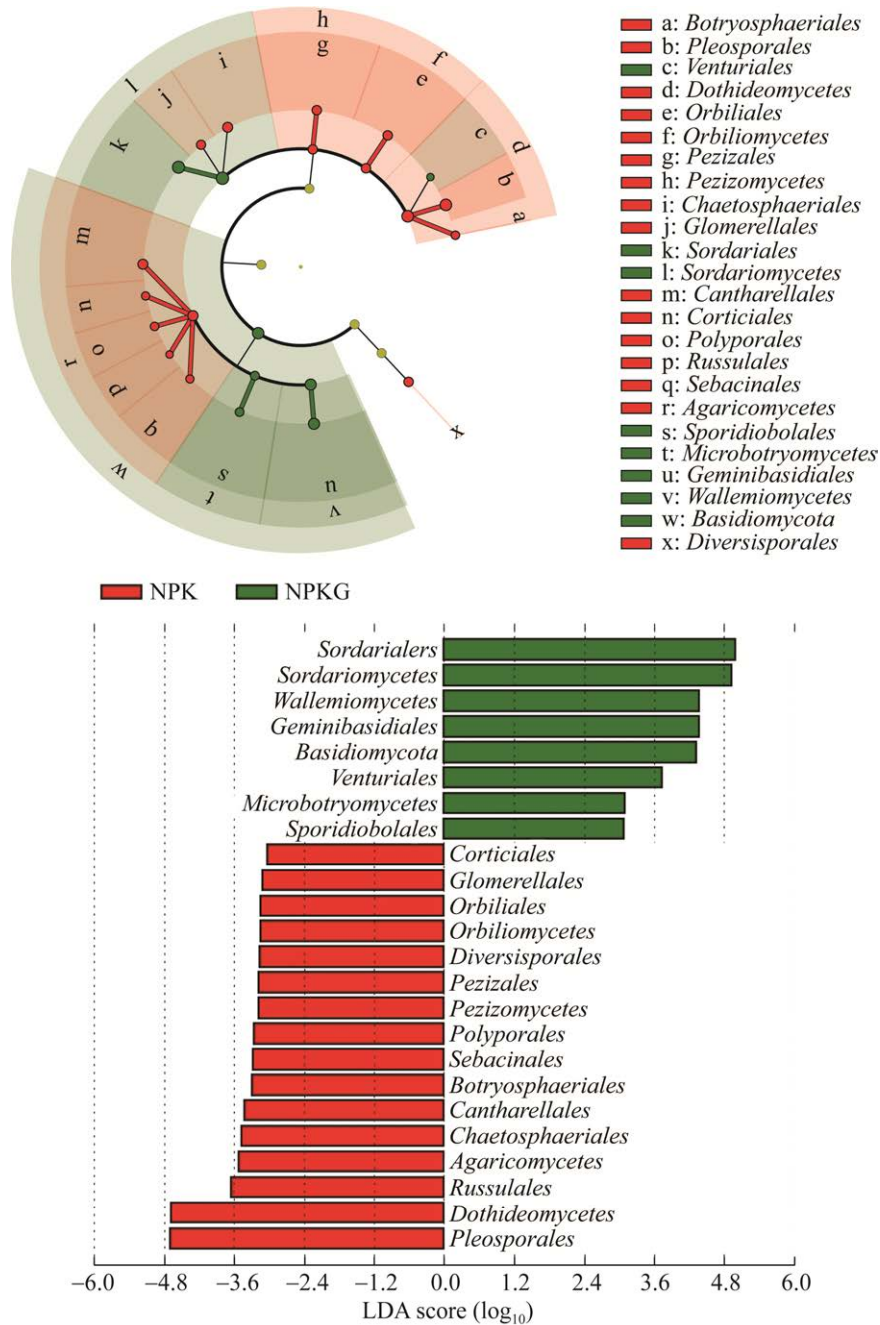 h
g
f
e
l
i
j
k
c
d
b
a
m
n
o
r
p
q
w
s
t
u
v
x
a: Botryosphaeriales
b: Pleosporales
c: Venturiales
d: Dothideomycetes
e: Orbiliales
f: Orbiliomycetes
g: Pezizales
h: Pezizomycetes
i: Chaetosphaeriales
j: Glomerellales
k: Sordariales
l: Sordariomycetes
m: Cantharellales
n: Corticiales
o: Polyporales
p: Russulales
q: Sebacinales
r: Agaricomycetes
s: Sporidiobolales
t: Microbotryomycetes
u: Geminibasidiales
v: Wallemiomycetes
w: Basidiomycota
x: Diversisporales
NPK NPKG
Sordarialers
Sordariomycetes
Wallemiomycetes
Geminibasidiales
Basidiomycota
Venturiales
Microbotryomycetes
Sporidiobolales
Corticiales
Glomerellales
Orbiliales
Orbiliomycetes
Diversisporales
Pezizales
Pezizomycetes
Polyporales
Sebacinales
Botryosphaeriales
Cantharellales
Chaetosphaeriales
Agaricomycetes
Russulales
Dothideomycetes
Pleosporales
−6.0 −4.8 −3.6 −2.4 −1.2 0.0 1.2 2.4 3.6 4.8 6.0
LDA score (log10)